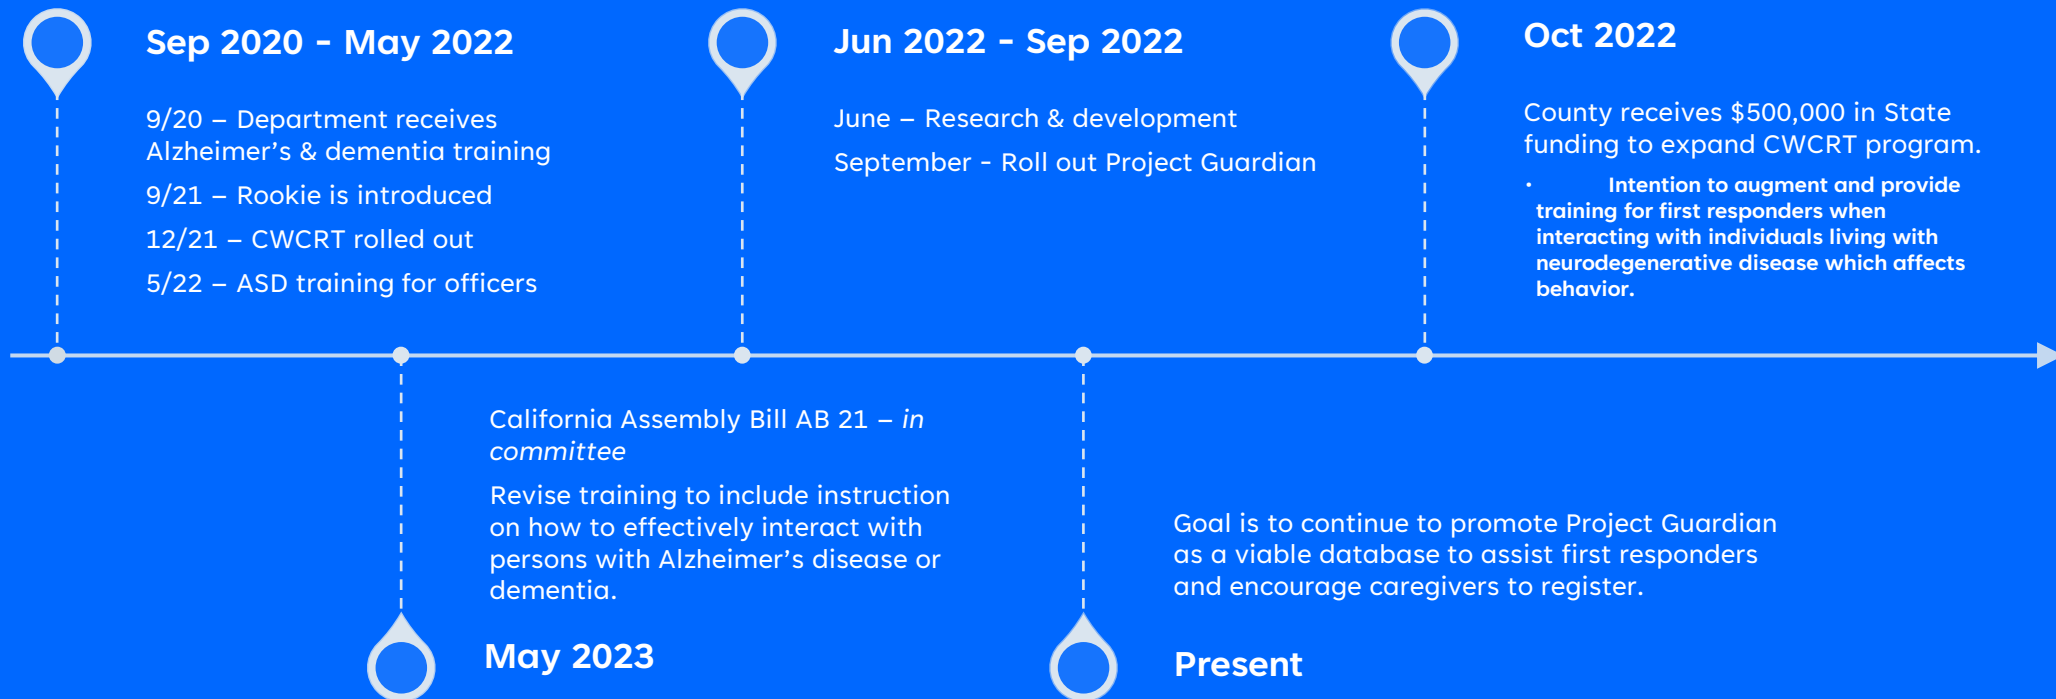 Sep 2020 - May 2022
9/20 – Department receives
Alzheimer's & dementia training
9/21 – Rookie is introduced
12/21 – CWCRT rolled out
5/22 – ASD training for officers
Jun 2022 - Sep 2022
June – Research & development
September - Roll out Project Guardian
Oct 2022
County receives $500,000 in State
funding to expand CWCRT program.
• Intention to augment and provide
training for first responders when
interacting with individuals living with
neurodegenerative disease which affects
behavior.
California Assembly Bill AB 21 – in
committee
Revise training to include instruction
on how to effectively interact with
persons with Alzheimer's disease or
dementia.
May 2023
Goal is to continue to promote Project Guardian
as a viable database to assist first responders
and encourage caregivers to register.
Present